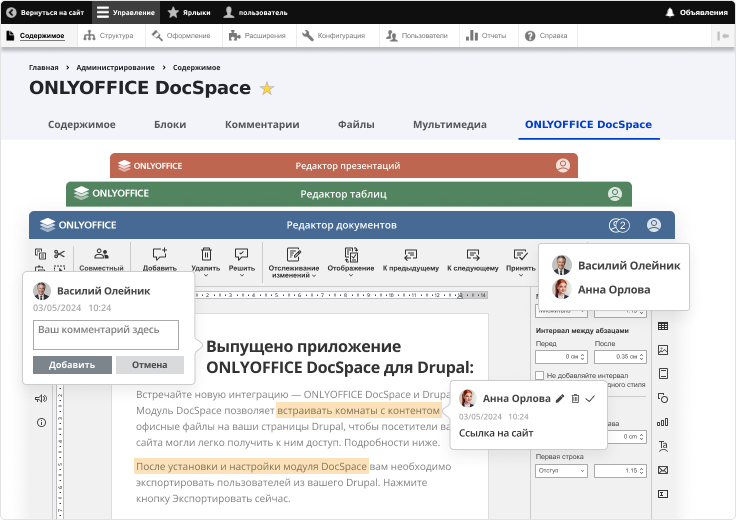 Вернуться на сайт Управление Ярлыки пользователь Объявления
Содержимое Структура Оформление Расширения Конфигурация Пользователи Отчеты Справка
Главная > Администрирование > Содержимое
ONLYOFFICE DocSpace
Содержимое Блоки Комментарии Файлы Мультимедиа ONLYOFFICE DocSpace
ONLYOFFICE Редактор презентаций
ONLYOFFICE Редактор таблиц
ONLYOFFICE Редактор документов 2
Совместный Добавить Удалить Решить Отслеживание изменений Отображение К предыдущему К следующему Принять
Василий Олейник
Анна Орлова
Василий Олейник
03/05/2024 10:24
Ваш комментарий здесь
Добавить Отмена
Выпущено приложение
ONLYOFFICE DocSpace для Drupal:
Встречайте новую интеграцию — ONLYOFFICE DocSpace и Drupa
Модуль DocSpace позволяет встраивать комнаты с контентом
офисные файлы на ваши страницы Drupal, чтобы посетители ва
сайта могли легко получить к ним доступ. Подробности ниже.
После установки и настройки модуля DocSpace вам необходимо
экспортировать пользователей из вашего Drupal. Нажмите
кнопку Экспортировать сейчас.
Анна Орлова
03/05/2024 10:24
Ссылка на сайт
1.15
Интервал между абзацами
Перед После
0 см 0.35 см
Не добавляйте интервал
одного стиля
ава
0 cm
Первая строка
Отступ 1.15